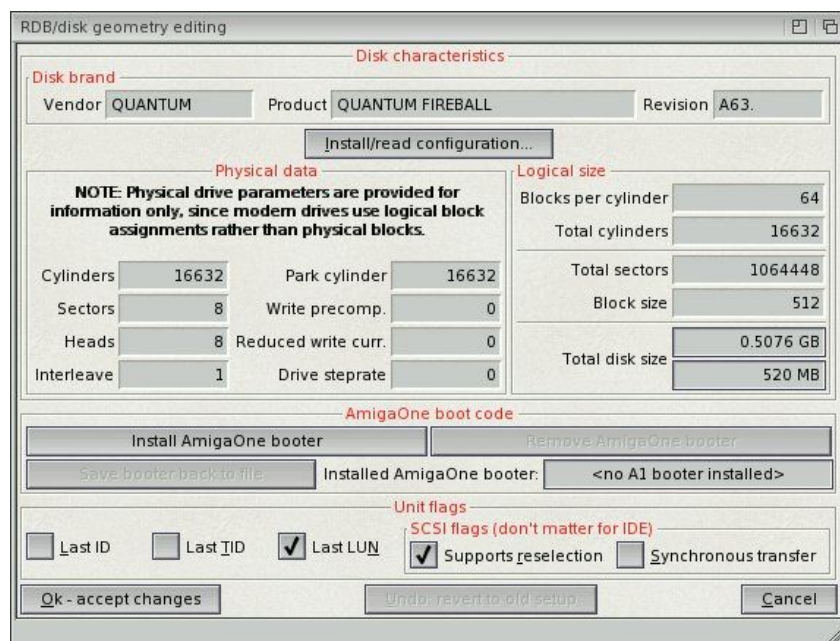 RDB/disk geometry editing
Disk characteristics
Disk brand
Vendor QUANTUM Product QUANTUM FIREBALL Revision A63.
Install/read configuration...
Physical data
NOTE: Physical drive parameters are provided for
information only, since modern drives use logical block
assignments rather than physical blocks.
Cylinders 16632 Park cylinder 16632
Sectors 8 Write precomp. 0
Heads 8 Reduced write curr. 0
Interleave 1 Drive steprate 0
Logical size
Blocks per cylinder 64
Total cylinders 16632
Total sectors 1064448
Block size 512
Total disk size 0.5076 GB
520 MB
AmigaOne boot code
Install AmigaOne booter Remove AmigaOne booter
Save booter back to file Installed AmigaOne booter: <no A1 booter installed>
Unit flags
SCSI flags (don't matter for IDE)
Last ID Last TID Last LUN Supports reselection Synchronous transfer
Ok - accept changes Undo - revert to old setup Cancel